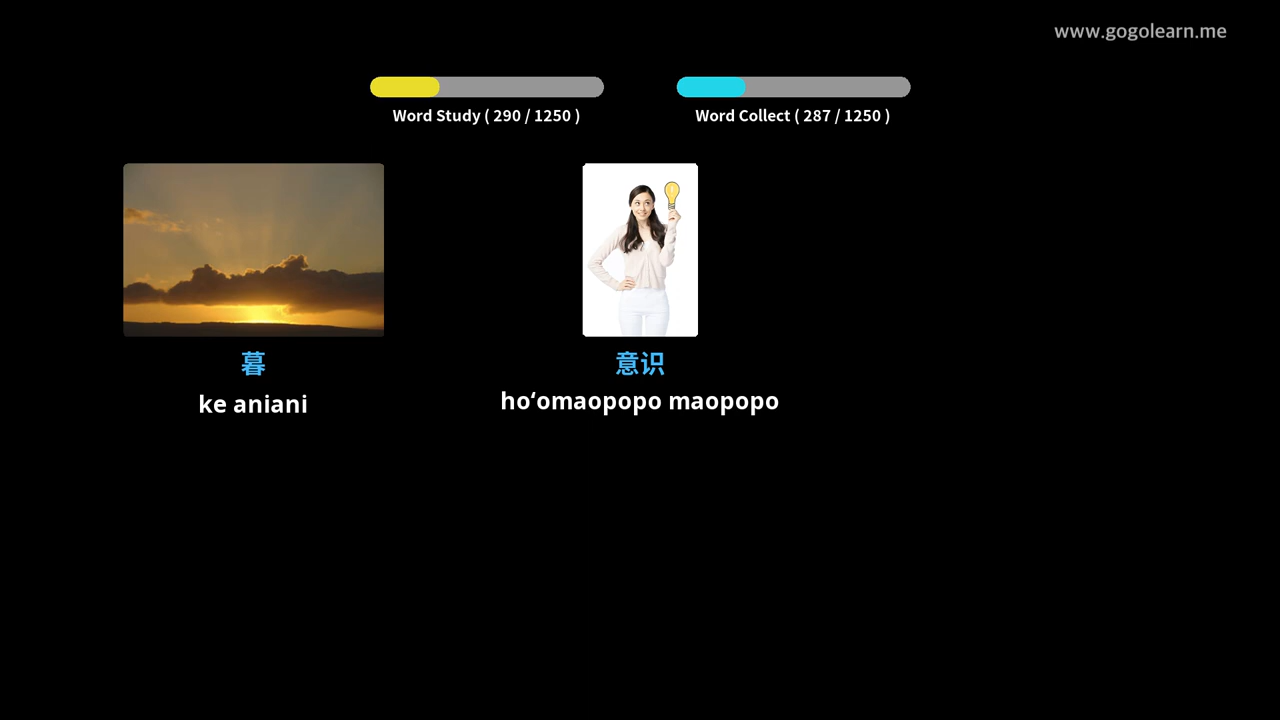 www.gogolearn.me
Word Study ( 290 / 1250 )
Word Collect ( 287 / 1250 )
暮
ke aniani
意识
hoʻomaopopo maopopo